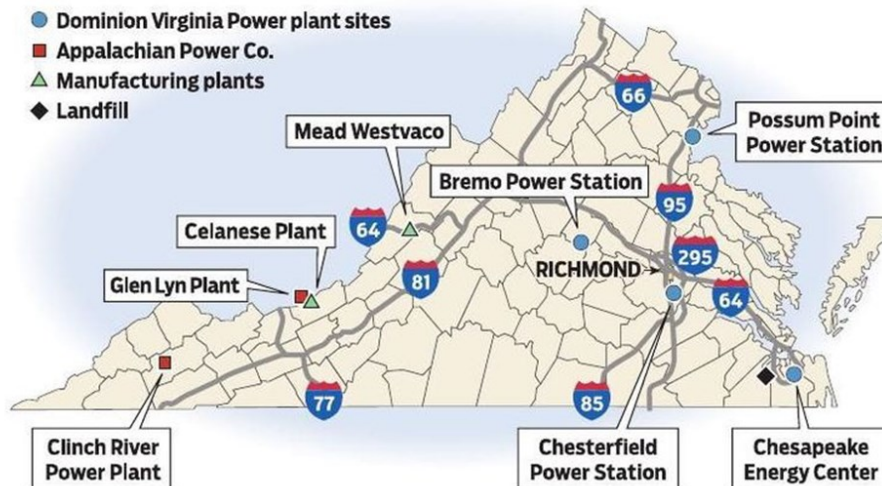 Dominion Virginia Power plant sites
Appalachian Power Co.
Manufacturing plants
Landfill
66
Possum Point
Power Station
Mead Westvaco
Bremo Power Station
95
64
Celanese Plant
295
Glen Lyn Plant
81
RICHMOND
64
77
85
Clinch River
Power Plant
Chesterfield
Power Station
Chesapeake
Energy Center